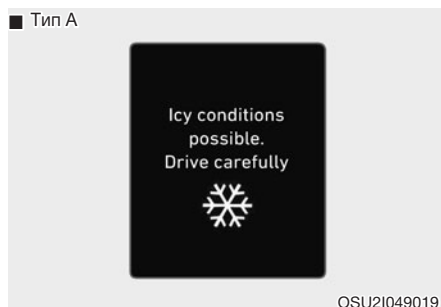 ■ Тип A
Icy conditions
possible.
Drive carefully
OSU2I049019